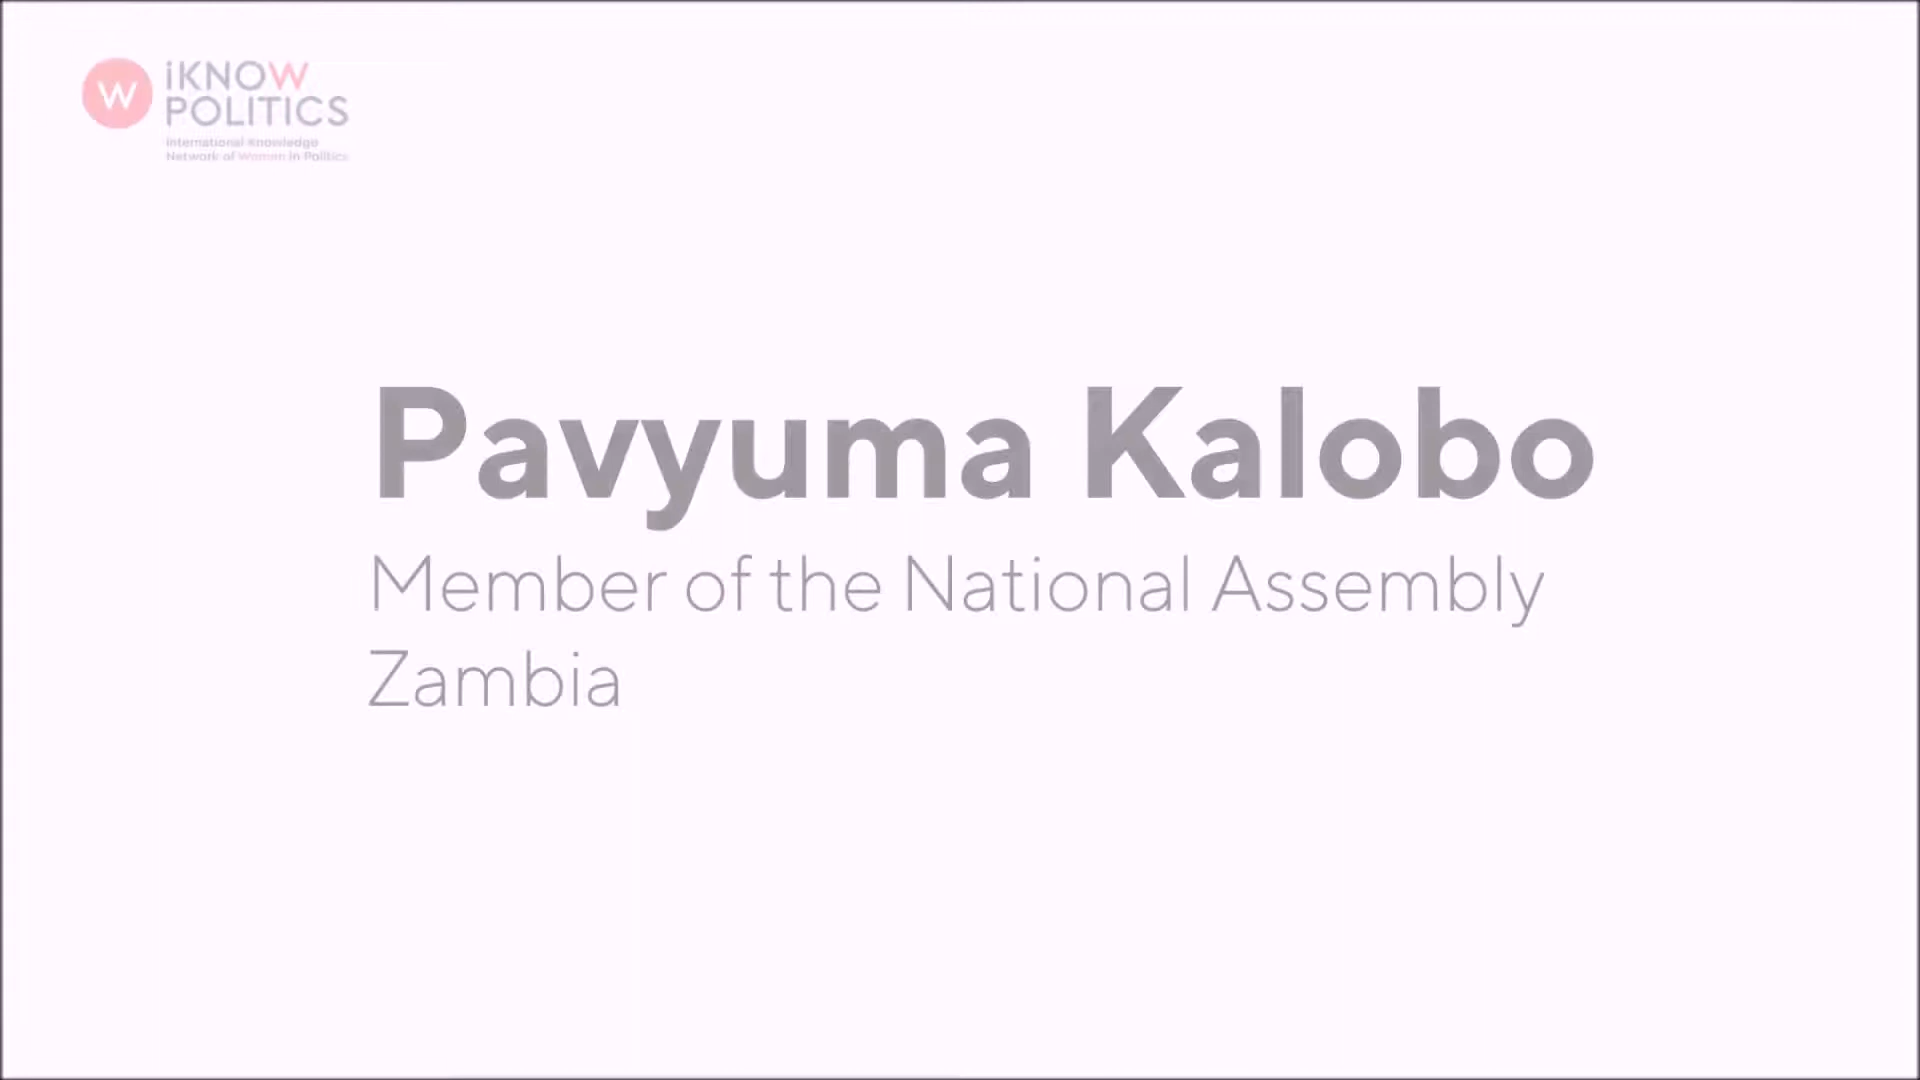 W
iKNOW
POLITICS
International Knowledge
Network of Women in Politics
Pavyuma Kalobo
Member of the National Assembly
Zambia